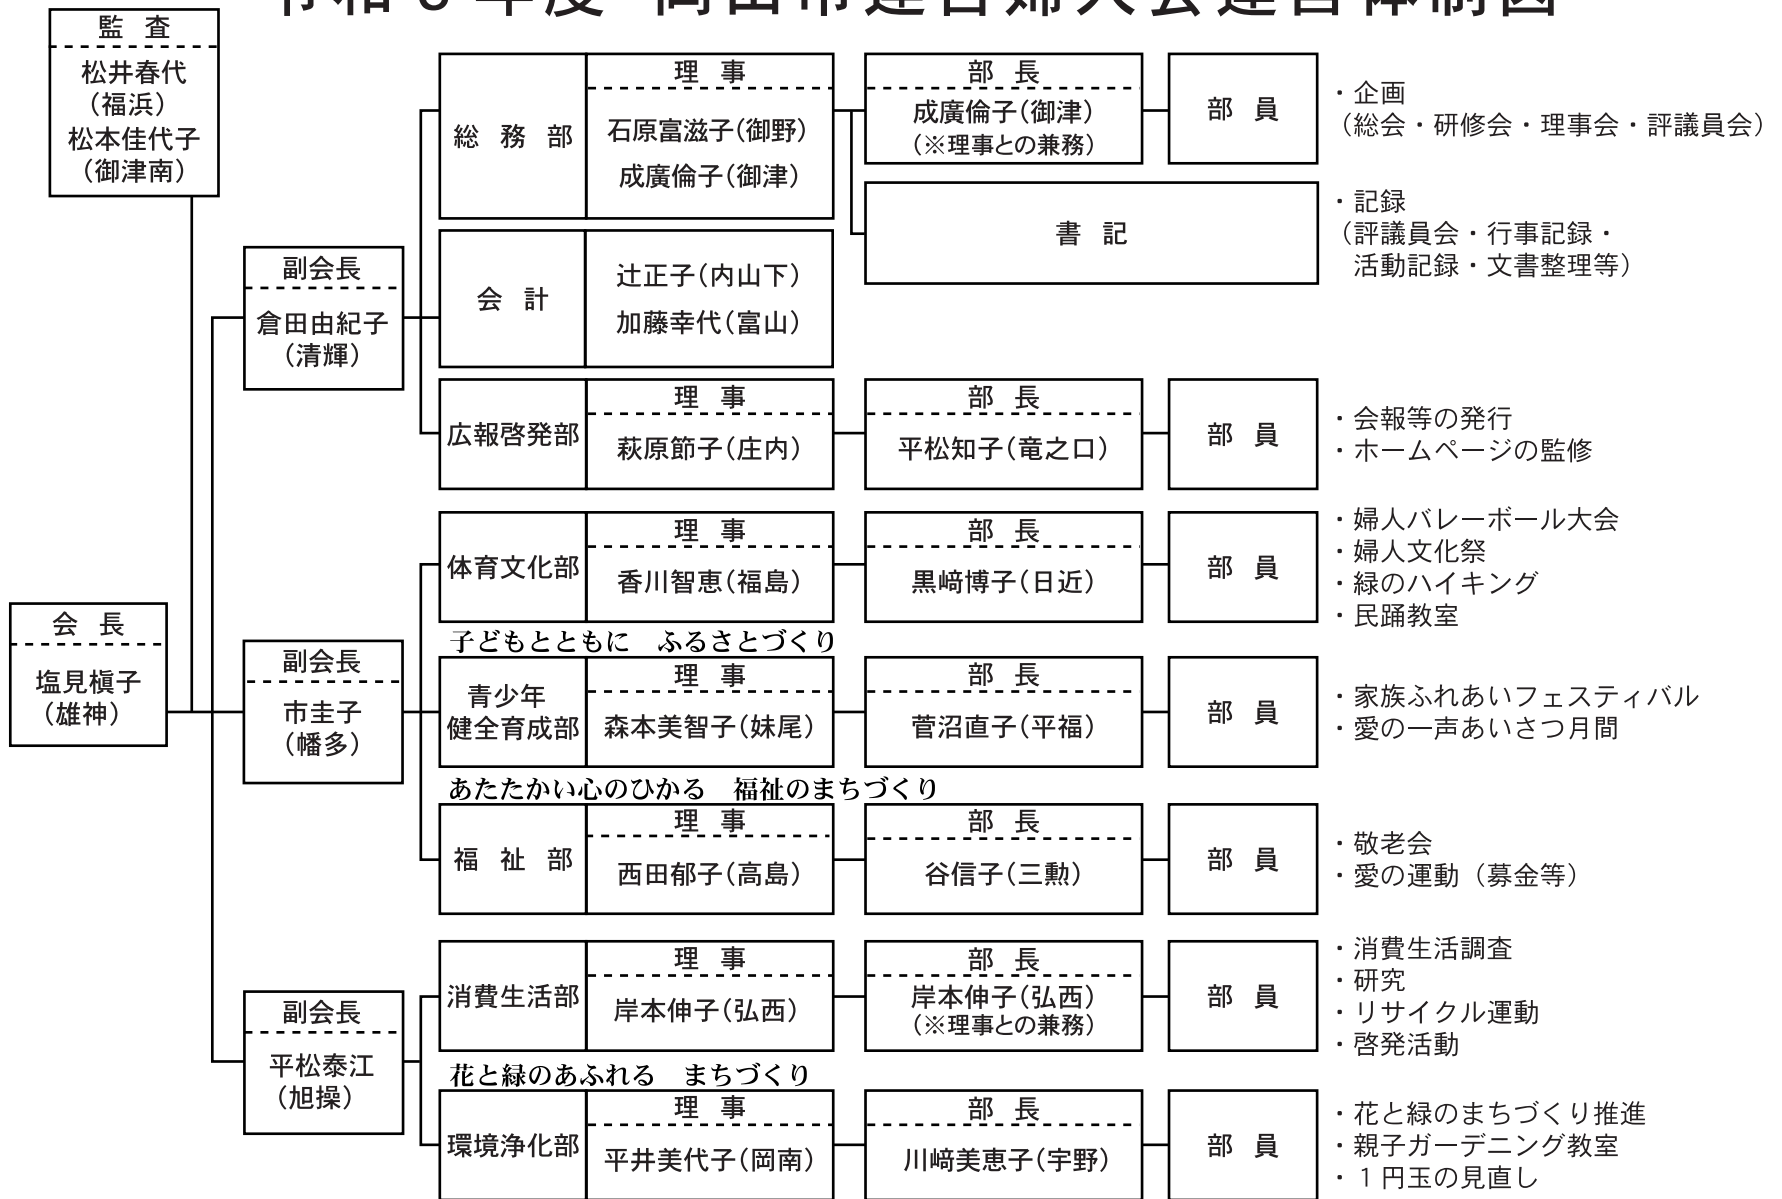 監 査
松井春代
（福浜）
松本佳代子
（御津南）
会 長
塩見槇子
（雄神）
副会長
倉田由紀子
（清輝）
総 務 部
理 事
石原富滋子（御野）
成廣倫子（御津）
部 長
成廣倫子（御津）
（※理事との兼務）
部 員
・企画
（総会・研修会・理事会・評議員会）
書 記
・記録
（評議員会・行事記録・
活動記録・文書整理等）
会 計
辻正子（内山下）
加藤幸代（富山）
広報啓発部
理 事
萩原節子（庄内）
部 長
平松知子（竜之口）
部 員
・会報等の発行
・ホームページの監修
副会長
市圭子
（幡多）
体育文化部
理 事
香川智恵（福島）
部 長
黒﨑博子（日近）
部 員
・婦人バレーボール大会
・婦人文化祭
・緑のハイキング
・民踊教室
子どもとともに　ふるさとづくり
青少年
健全育成部
理 事
森本美智子（妹尾）
部 長
菅沼直子（平福）
部 員
・家族ふれあいフェスティバル
・愛の一声あいさつ月間
あたたかい心のひかる　福祉のまちづくり
福 祉 部
理 事
西田郁子（高島）
部 長
谷信子（三勲）
部 員
・敬老会
・愛の運動（募金等）
副会長
平松泰江
（旭操）
消費生活部
理 事
岸本伸子（弘西）
部 長
岸本伸子（弘西）
（※理事との兼務）
部 員
・消費生活調査
・研究
・リサイクル運動
・啓発活動
花と緑のあふれる　まちづくり
環境浄化部
理 事
平井美代子（岡南）
部 長
川﨑美恵子（宇野）
部 員
・花と緑のまちづくり推進
・親子ガーデニング教室
・１円玉の見直し